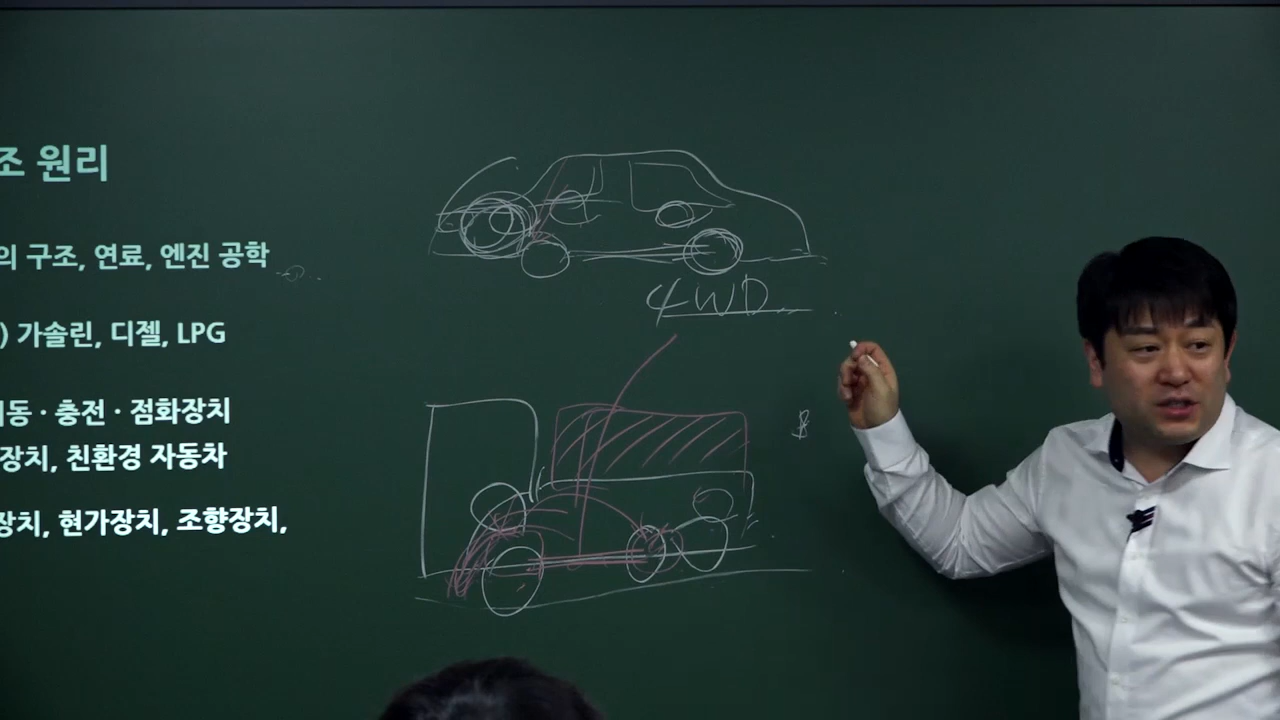 조 원리
의 구조, 연료, 엔진 공학
) 가솔린, 디젤, LPG
동 · 충전 · 점화장치
장치, 친환경 자동차
장치, 현가장치, 조향장치,
4WD